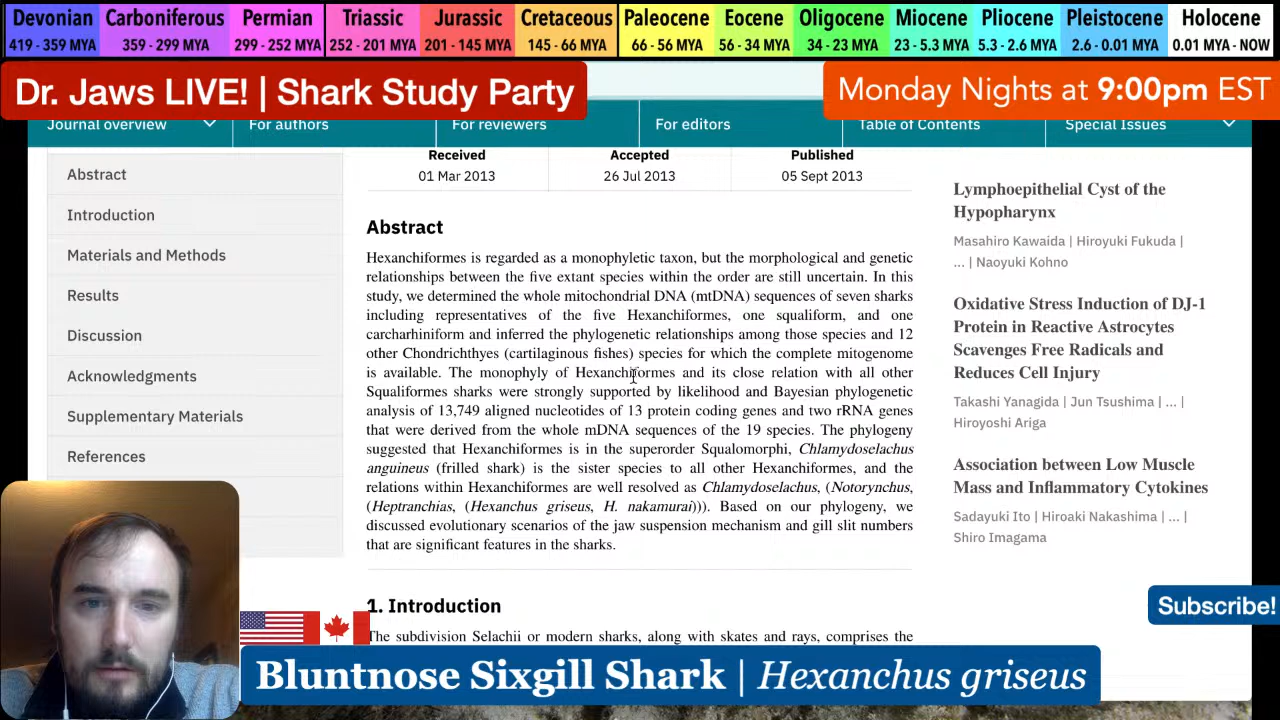 Devonian Carboniferous Permian Triassic Jurassic Cretaceous Paleocene Eocene Oligocene Miocene Pliocene Pleistocene Holocene
419 - 359 MYA 359 - 299 MYA 299 - 252 MYA 252 - 201 MYA 201 - 145 MYA 145 - 66 MYA 66 - 56 MYA 56 - 34 MYA 34 - 23 MYA 23 - 5.3 MYA 5.3 - 2.6 MYA 2.6 - 0.01 MYA 0.01 MYA - NOW
Dr. Jaws LIVE! | Shark Study Party
Monday Nights at 9:00pm EST
Journal overview For authors For reviewers For editors Table of Contents Special Issues
Abstract
Introduction
Materials and Methods
Results
Discussion
Acknowledgments
Supplementary Materials
References
Received Accepted Published
01 Mar 2013 26 Jul 2013 05 Sept 2013
Abstract
Hexanchiformes is regarded as a monophyletic taxon, but the morphological and genetic
relationships between the five extant species within the order are still uncertain. In this
study, we determined the whole mitochondrial DNA (mtDNA) sequences of seven sharks
including representatives of the five Hexanchiformes, one squaliform, and one
carcharhiniform and inferred the phylogenetic relationships among those species and 12
other Chondrichthyes (cartilaginous fishes) species for which the complete mitogenome
is available. The monophyly of Hexanchiformes and its close relation with all other
Squaliformes sharks were strongly supported by likelihood and Bayesian phylogenetic
analysis of 13,749 aligned nucleotides of 13 protein coding genes and two rRNA genes
that were derived from the whole mDNA sequences of the 19 species. The phylogeny
suggested that Hexanchiformes is in the superorder Squalomorphi, Chlamydoselachus
anguineus (frilled shark) is the sister species to all other Hexanchiformes, and the
relations within Hexanchiformes are well resolved as Chlamydoselachus, (Notorynchus,
(Heptranchias, (Hexanchus griseus, H. nakamurai))). Based on our phylogeny, we
discussed evolutionary scenarios of the jaw suspension mechanism and gill slit numbers
that are significant features in the sharks.
1. Introduction
The subdivision Selachii or modern sharks, along with skates and rays, comprises the
Lymphoepithelial Cyst of the
Hypopharynx
Masahiro Kawaida | Hiroyuki Fukuda |
... | Naoyuki Kohno
Oxidative Stress Induction of DJ-1
Protein in Reactive Astrocytes
Scavenges Free Radicals and
Reduces Cell Injury
Takashi Yanagida | Jun Tsushima | ... |
Hiroyoshi Ariga
Association between Low Muscle
Mass and Inflammatory Cytokines
Sadayuki Ito | Hiroaki Nakashima | ... |
Shiro Imagama
Subscribe!
Bluntnose Sixgill Shark | Hexanchus griseus